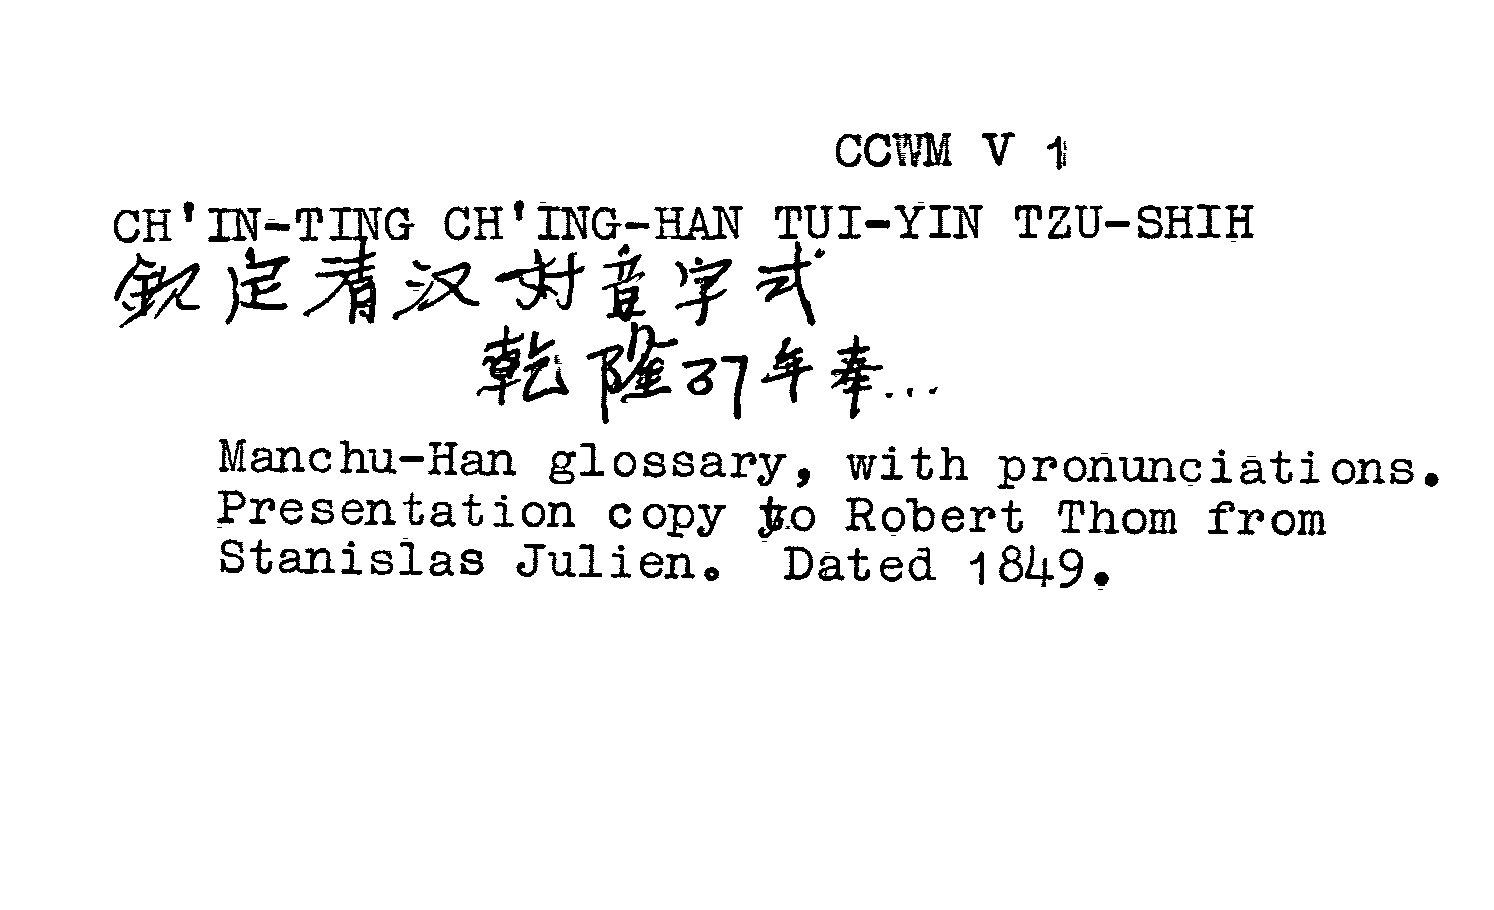 CCWM V 1
CH'IN-TING CH'ING-HAN TUI-YIN TZU-SHIH
欽定清汉对音字式
乾隆37年奉...
Manchu-Han glossary, with pronunciations.
Presentation copy to Robert Thom from
Stanislas Julien. Dated 1849.